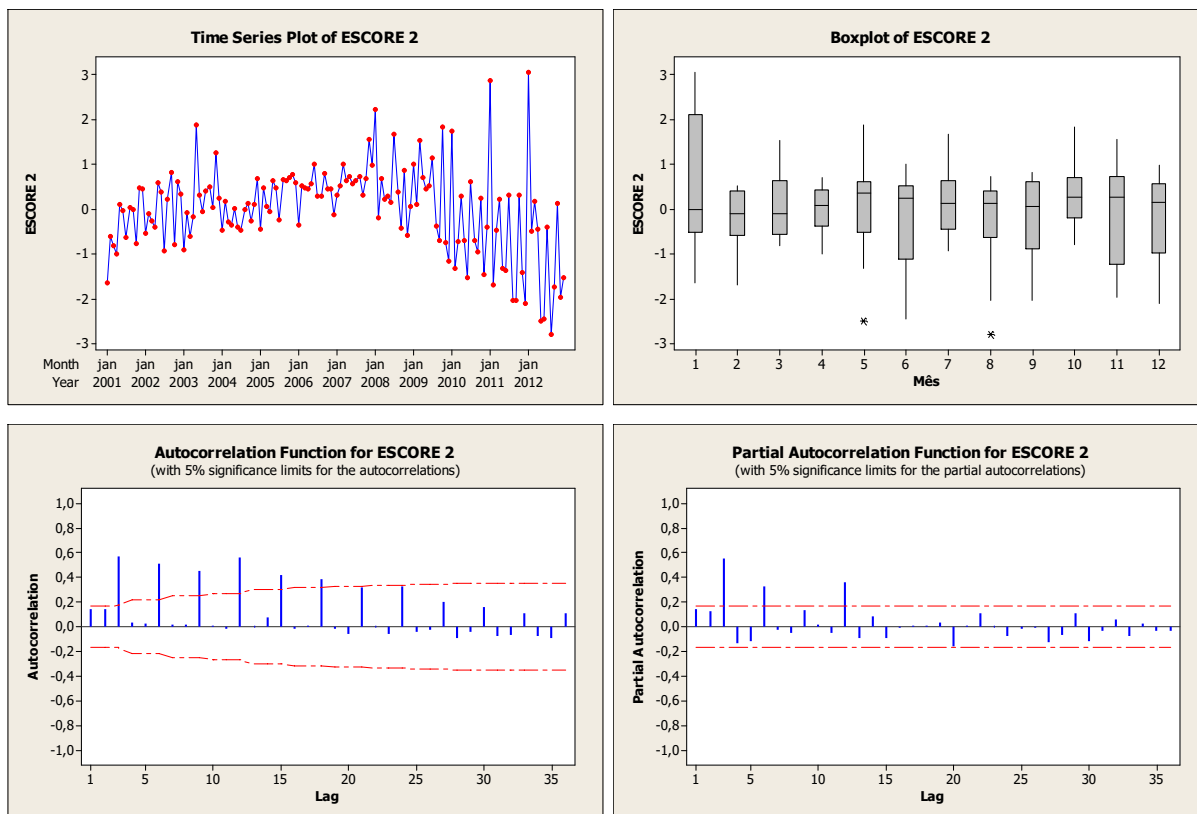 Time Series Plot of ESCORE 2
ESCORE 2
3
2
1
0
-1
-2
-3
Month jan jan jan jan jan jan jan jan jan jan jan jan
Year 2001 2002 2003 2004 2005 2006 2007 2008 2009 2010 2011 2012
Boxplot of ESCORE 2
ESCORE 2
3
2
1
0
-1
-2
-3
1 2 3 4 5 6 7 8 9 10 11 12
Mês
Autocorrelation Function for ESCORE 2
(with 5% significance limits for the autocorrelations)
Autocorrelation
1,0
0,8
0,6
0,4
0,2
0,0
-0,2
-0,4
-0,6
-0,8
-1,0
1 5 10 15 20 25 30 35
Lag
Partial Autocorrelation Function for ESCORE 2
(with 5% significance limits for the partial autocorrelations)
Partial Autocorrelation
1,0
0,8
0,6
0,4
0,2
0,0
-0,2
-0,4
-0,6
-0,8
-1,0
1 5 10 15 20 25 30 35
Lag